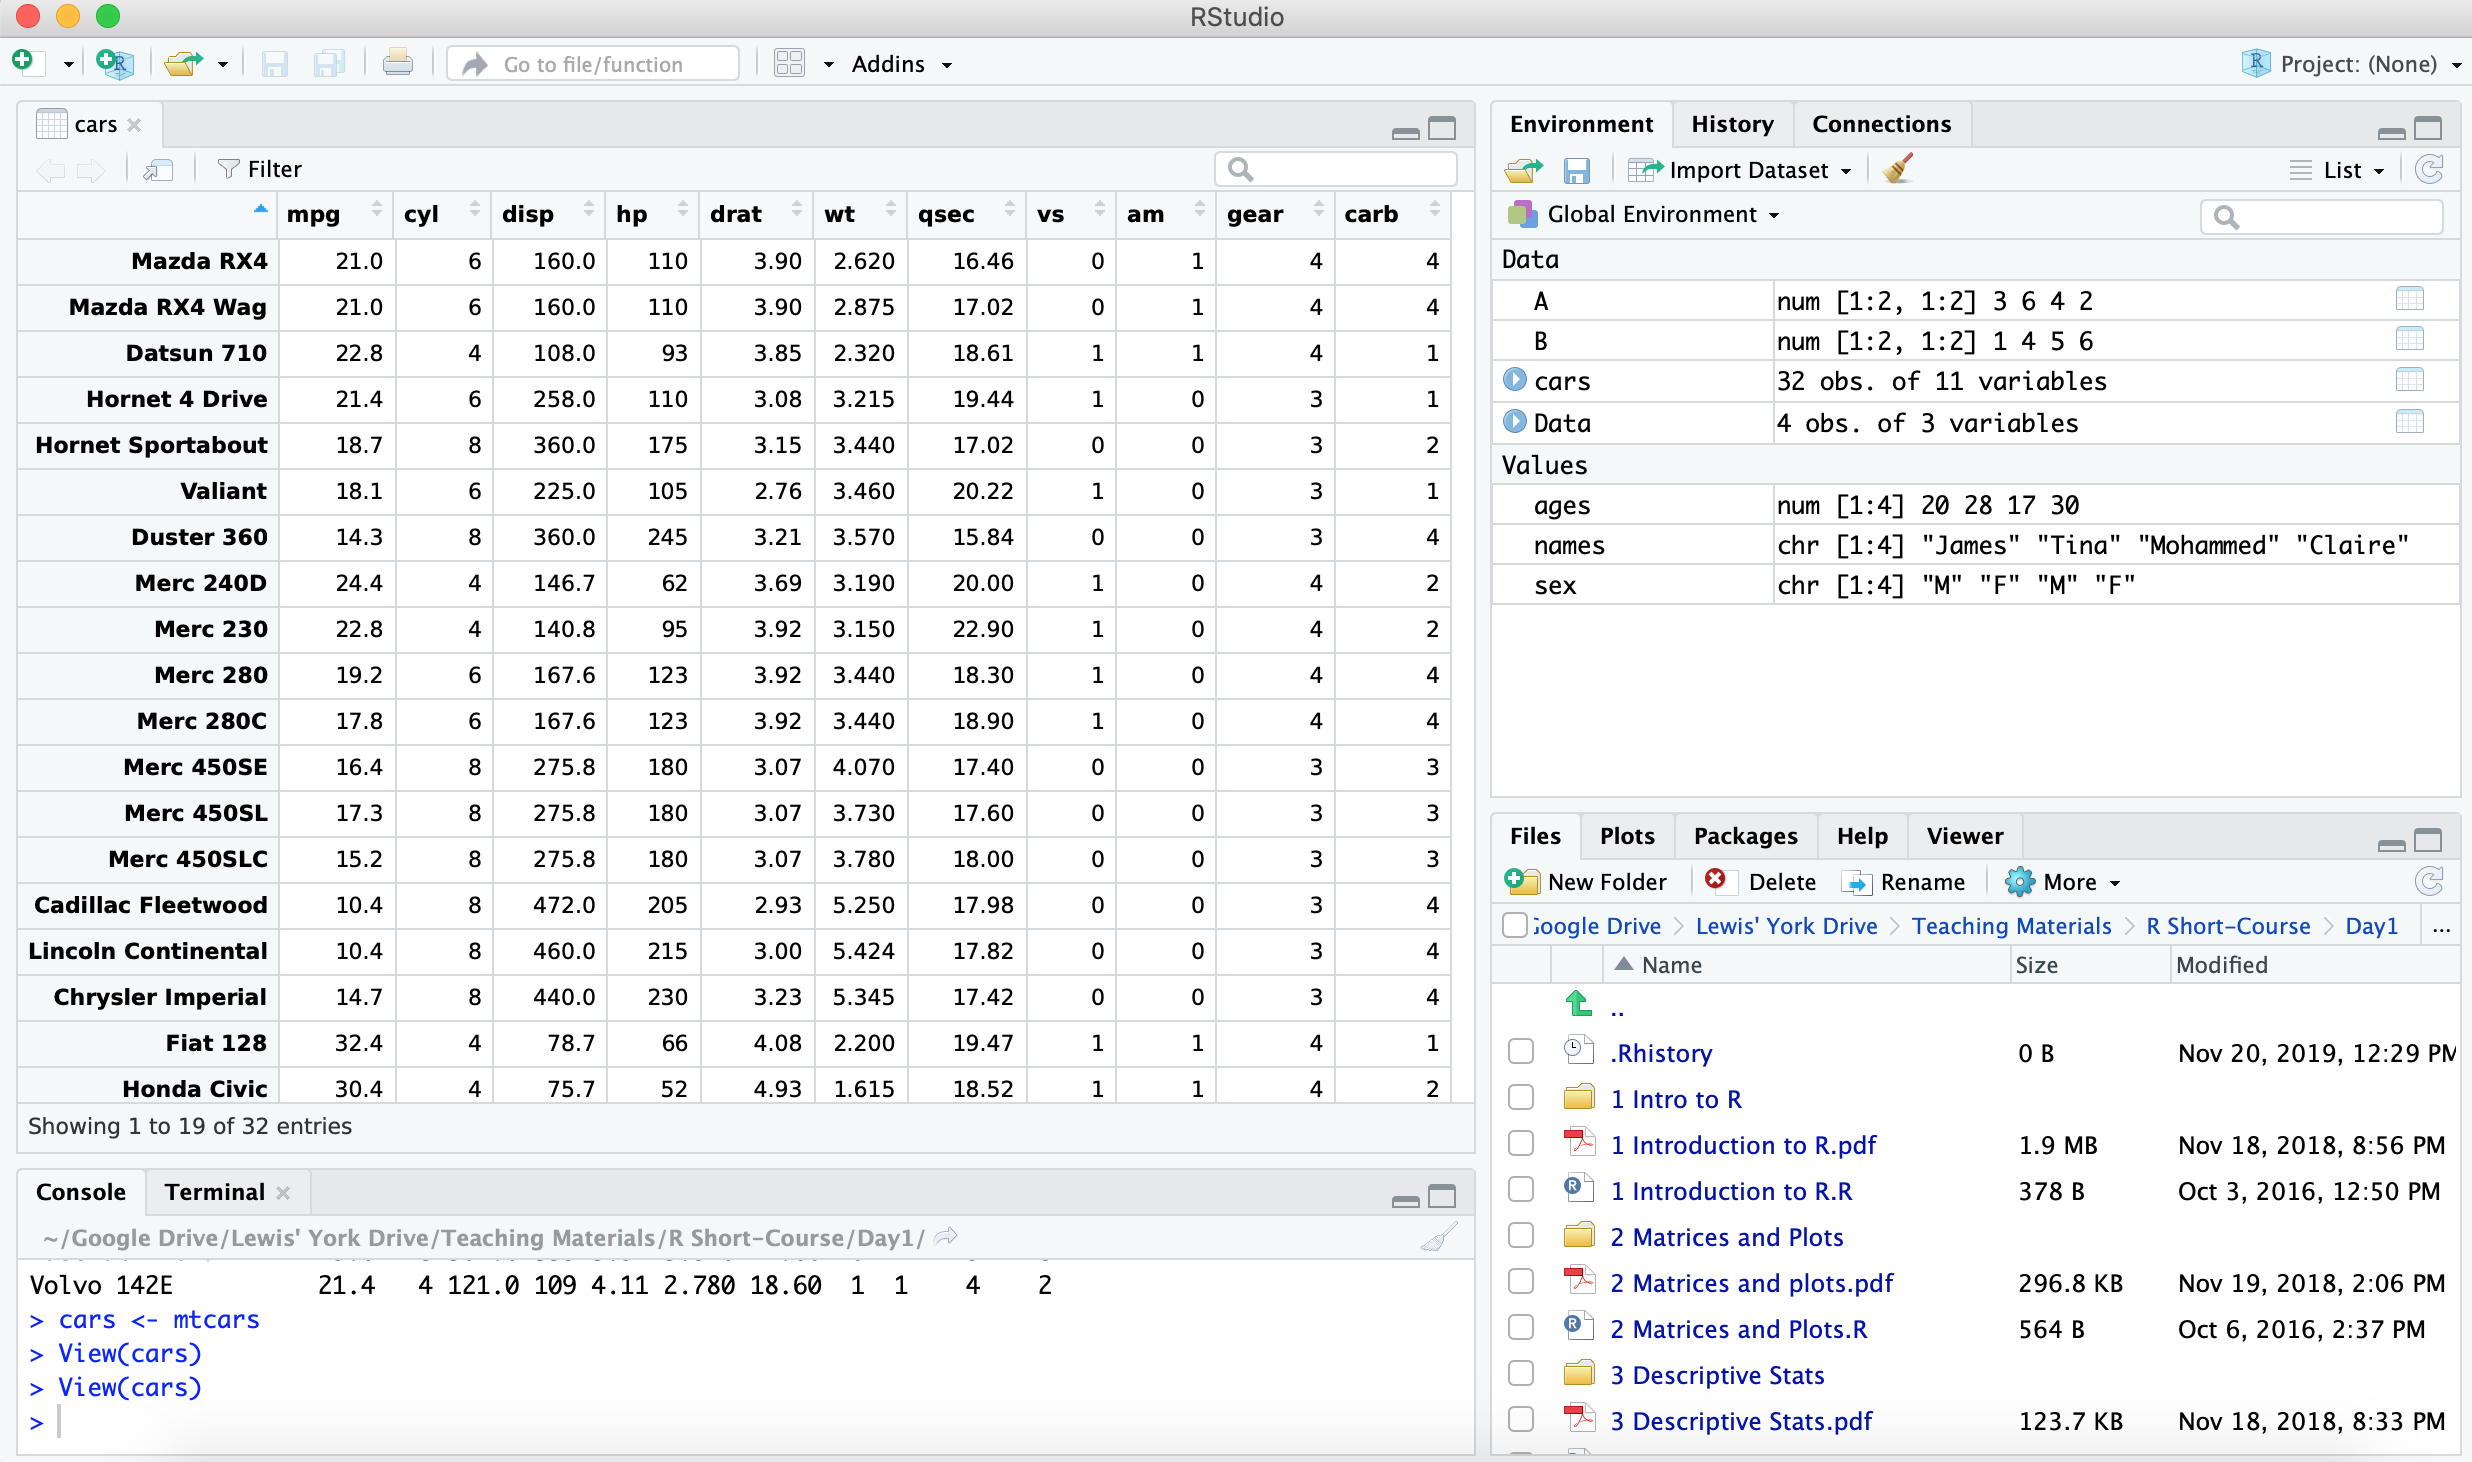 RStudio
Go to file/function
Addins
Project: (None)
cars
Filter
mpg cyl disp hp drat wt qsec vs am gear carb
Mazda RX4 21.0 6 160.0 110 3.90 2.620 16.46 0 1 4 4
Mazda RX4 Wag 21.0 6 160.0 110 3.90 2.875 17.02 0 1 4 4
Datsun 710 22.8 4 108.0 93 3.85 2.320 18.61 1 1 4 1
Hornet 4 Drive 21.4 6 258.0 110 3.08 3.215 19.44 1 0 3 1
Hornet Sportabout 18.7 8 360.0 175 3.15 3.440 17.02 0 0 3 2
Valiant 18.1 6 225.0 105 2.76 3.460 20.22 1 0 3 1
Duster 360 14.3 8 360.0 245 3.21 3.570 15.84 0 0 3 4
Merc 240D 24.4 4 146.7 62 3.69 3.190 20.00 1 0 4 2
Merc 230 22.8 4 140.8 95 3.92 3.150 22.90 1 0 4 2
Merc 280 19.2 6 167.6 123 3.92 3.440 18.30 1 0 4 4
Merc 280C 17.8 6 167.6 123 3.92 3.440 18.90 1 0 4 4
Merc 450SE 16.4 8 275.8 180 3.07 4.070 17.40 0 0 3 3
Merc 450SL 17.3 8 275.8 180 3.07 3.730 17.60 0 0 3 3
Merc 450SLC 15.2 8 275.8 180 3.07 3.780 18.00 0 0 3 3
Cadillac Fleetwood 10.4 8 472.0 205 2.93 5.250 17.98 0 0 3 4
Lincoln Continental 10.4 8 460.0 215 3.00 5.424 17.82 0 0 3 4
Chrysler Imperial 14.7 8 440.0 230 3.23 5.345 17.42 0 0 3 4
Fiat 128 32.4 4 78.7 66 4.08 2.200 19.47 1 1 4 1
Honda Civic 30.4 4 75.7 52 4.93 1.615 18.52 1 1 4 2
Showing 1 to 19 of 32 entries
Console Terminal
~/Google Drive/Lewis' York Drive/Teaching Materials/R Short-Course/Day1/
Volvo 142E 21.4 4 121.0 109 4.11 2.780 18.60 1 1 4 2
> cars <- mtcars
> View(cars)
> View(cars)
>
Environment History Connections
Import Dataset List
Global Environment
Data
A num [1:2, 1:2] 3 6 4 2
B num [1:2, 1:2] 1 4 5 6
cars 32 obs. of 11 variables
Data 4 obs. of 3 variables
Values
ages num [1:4] 20 28 17 30
names chr [1:4] "James" "Tina" "Mohammed" "Claire"
sex chr [1:4] "M" "F" "M" "F"
Files Plots Packages Help Viewer
New Folder Delete Rename More
Google Drive Lewis' York Drive Teaching Materials R Short-Course Day1 ...
Name Size Modified
..
.Rhistory 0 B Nov 20, 2019, 12:29 PM
1 Intro to R
1 Introduction to R.pdf 1.9 MB Nov 18, 2018, 8:56 PM
1 Introduction to R.R 378 B Oct 3, 2016, 12:50 PM
2 Matrices and Plots
2 Matrices and plots.pdf 296.8 KB Nov 19, 2018, 2:06 PM
2 Matrices and Plots.R 564 B Oct 6, 2016, 2:37 PM
3 Descriptive Stats
3 Descriptive Stats.pdf 123.7 KB Nov 18, 2018, 8:33 PM